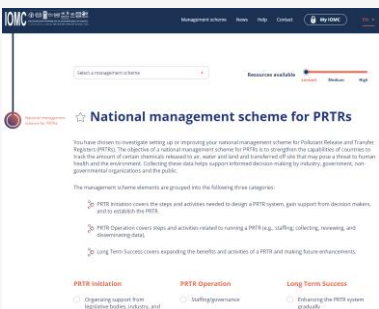 IOMC
Management scheme News Help Contact My IOMC EN
Select a management scheme
Resources available
Lowest Medium High
National management scheme for PRTRs
National management scheme for PRTRs
You have chosen to investigate setting up or improving your national management scheme for Pollutant Release and Transfer
Registers (PRTRs). The objective of a national management scheme for PRTRs is to strengthen the capabilities of countries to
track the amount of certain chemicals released to air, water and land and transferred off-site that may pose a threat to human
health and the environment. Collecting these data helps support informed decision making by industry, government, non-
governmental organizations and the public.
The management scheme elements are grouped into the following three categories:
PRTR Initiation covers the steps and activities needed to design a PRTR system, gain support from decision makers,
and to establish the PRTR.
PRTR Operation covers steps and activities related to running a PRTR (e.g., staffing; collecting, reviewing, and
disseminating data).
Long Term Success covers expanding the benefits and activities of a PRTR and making future enhancements.
PRTR Initiation PRTR Operation Long Term Success
Organizing support from Staffing/governance Enhancing the PRTR system
legislative bodies, industry, and gradually